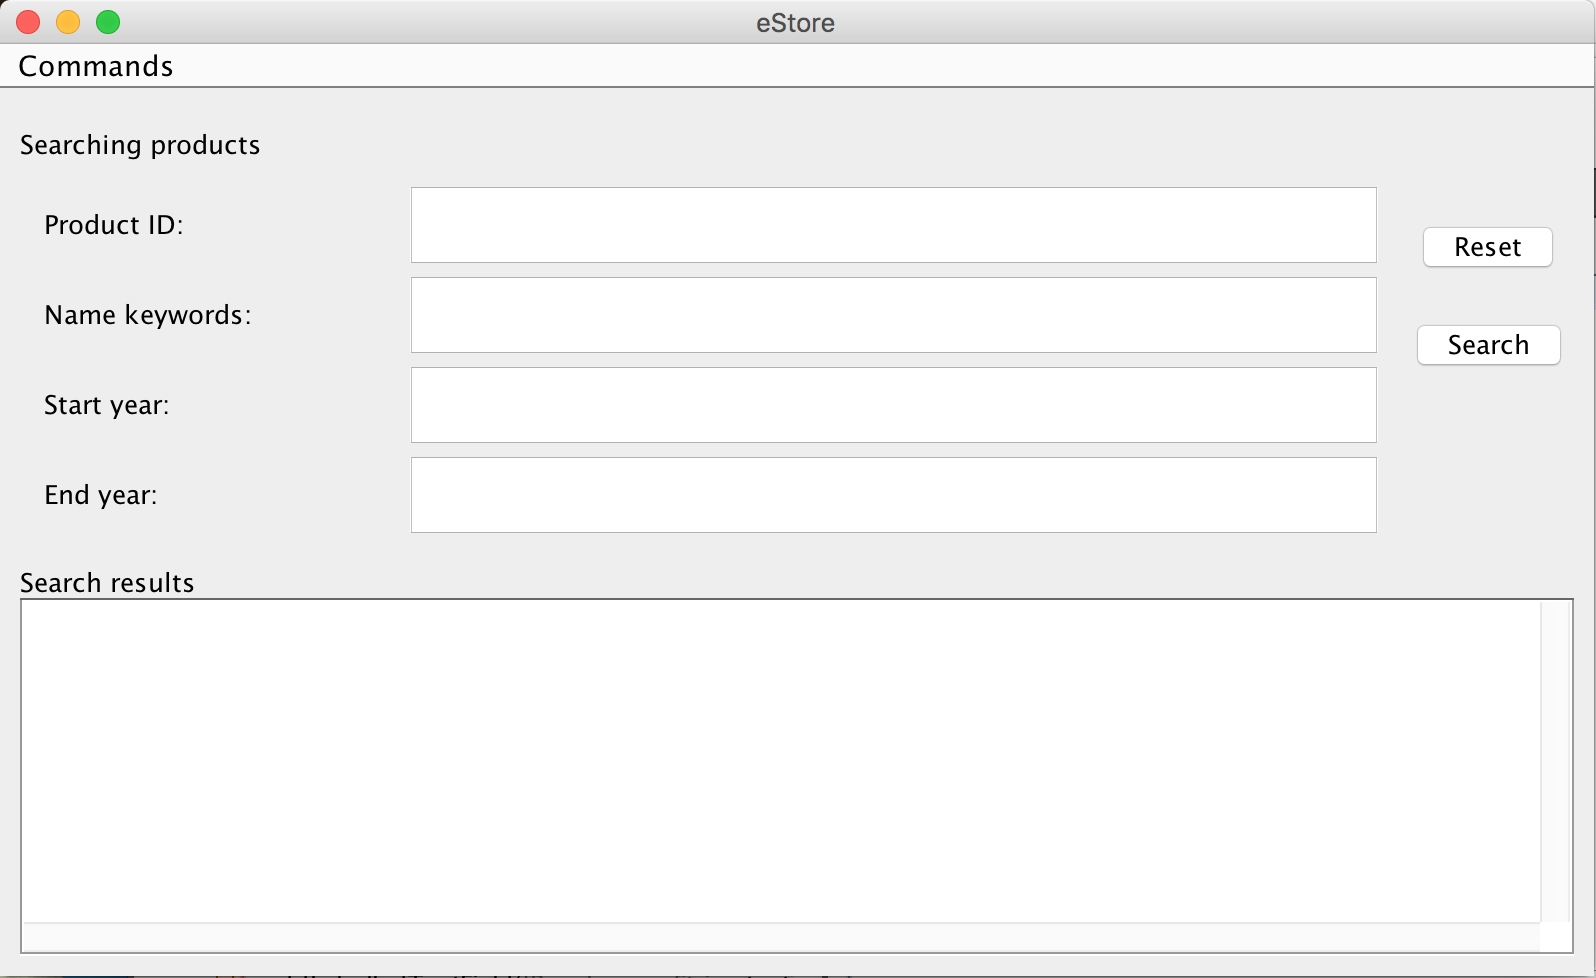 eStore
Commands
Searching products
Product ID:
Reset
Name keywords:
Search
Start year:
End year:
Search results